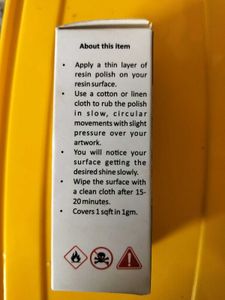 About this item
• Apply a thin layer of
resin polish on your
resin surface.
• Use a cotton or linen
cloth to rub the polish
in slow, circular
movements with slight
pressure over your
artwork.
• You will notice your
surface getting the
desired shine slowly.
• Wipe the surface with
a clean cloth after 15-
20 minutes.
• Covers 1 sqft in 1gm.